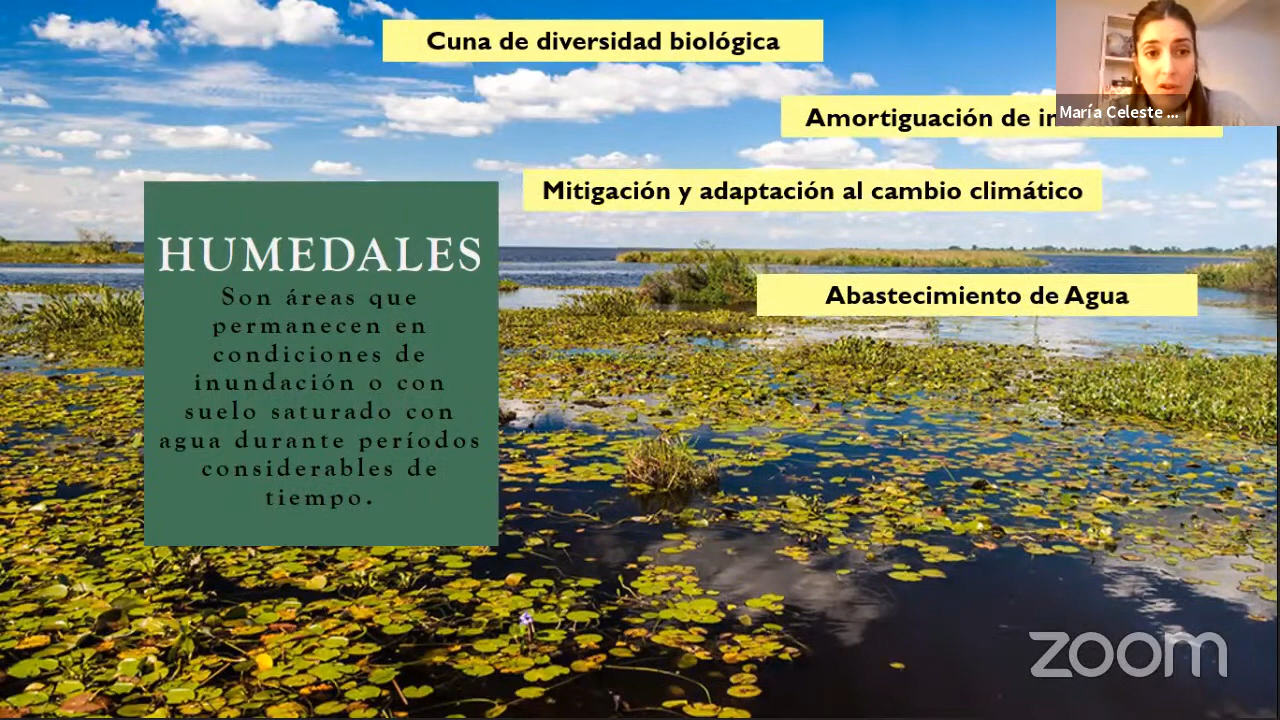 Cuna de diversidad biológica
Amortiguación de
María Celeste ...
Mitigación y adaptación al cambio climático
HUMEDALES
Son áreas que
permanecen en
condiciones de
inundación o con
suelo saturado con
agua durante períodos
considerables de
tiempo.
Abastecimiento de Agua
zoom